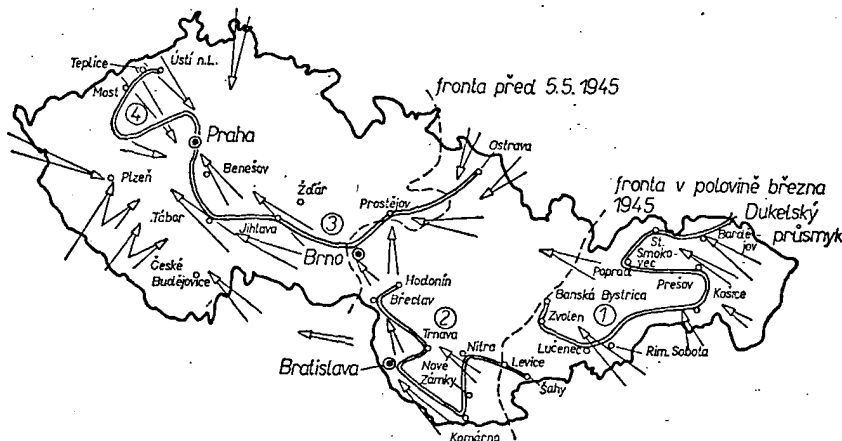 Teplice
Ústí n.L.
Most
4
Praha
fronta před 5.5.1945
Ostrava
Benešov
Žďár
Plzeň
Prostějov
fronta v polovině března
1945
Dukelský
průsmyk
Tábor
Jihlava
3
Brno
St.
Smoko-
vec
Barde-
jov
Poprad
Prešov
České
Budějovice
Hodonín
Břeclav
Banská Bystrica
Košice
Zvolen
1
2
Trnava
Nitra
Lučenec
Rim. Sobota
Bratislava
Nové
Zámky
Levice
Šahy
Komárno